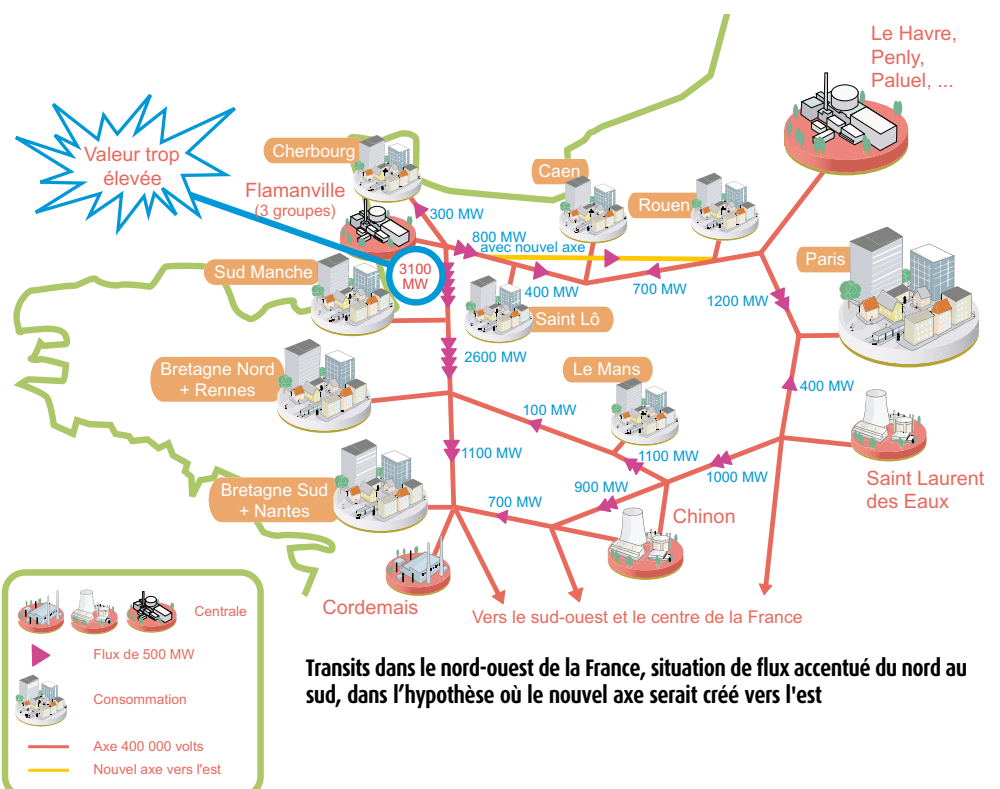 Le Havre,
Penly,
Paluel, ...
Valeur trop
élevée
Cherbourg
Flamanville
(3 groupes)
300 MW
Caen
Rouen
800 MW
avec nouvel axe
Sud Manche
3100
MW
400 MW
700 MW
Saint Lô
1200 MW
Paris
2600 MW
Bretagne Nord
+ Rennes
Le Mans
100 MW
400 MW
1100 MW
1100 MW
1000 MW
Saint Laurent
des Eaux
Bretagne Sud
+ Nantes
700 MW
900 MW
Chinon
Cordemais
Vers le sud-ouest et le centre de la France
Centrale
Flux de 500 MW
Consommation
Axe 400 000 volts
Nouvel axe vers l'est
Transits dans le nord-ouest de la France, situation de flux accentué du nord au
sud, dans l’hypothèse où le nouvel axe serait créé vers l'est